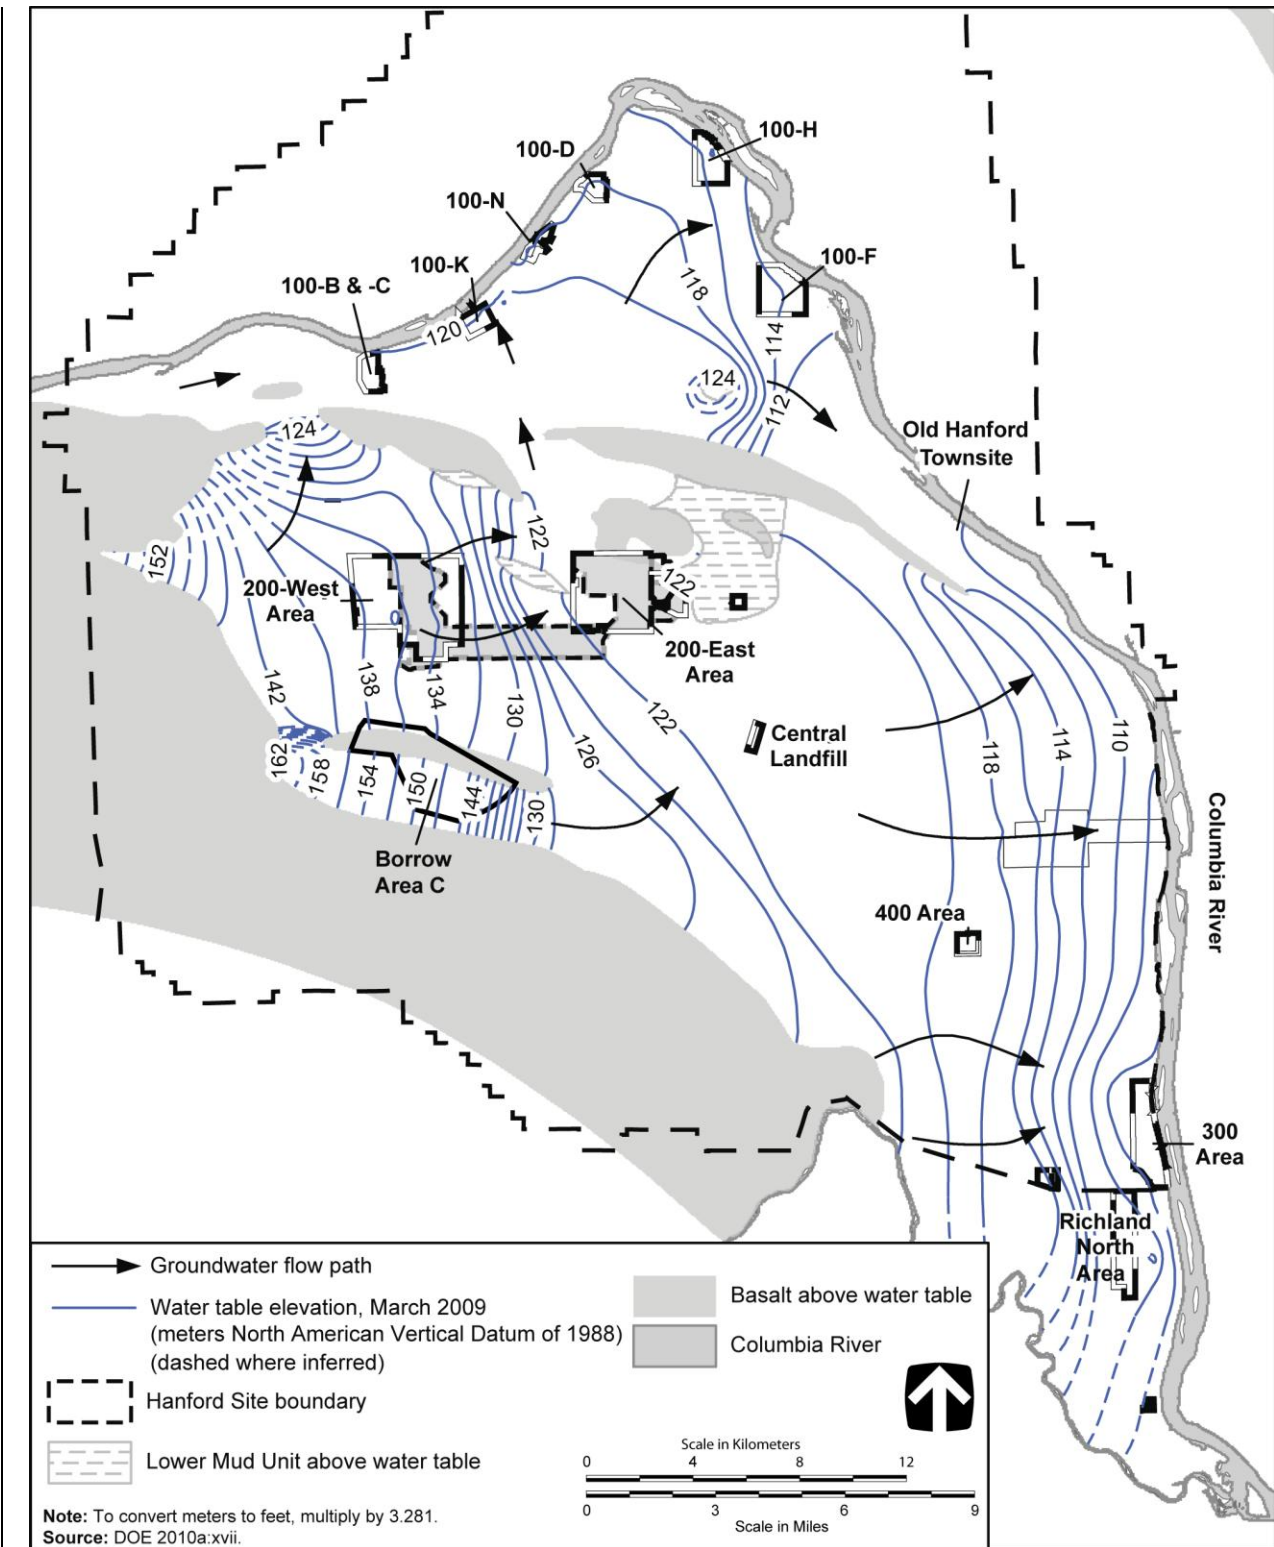 100-H
100-D
100-N
100-F
100-K
100-B & -C
118
120
114
124
112
124
Old Hanford
Townsite
122
152
122
200-West
Area
200-East
Area
142
138
134
130
122
126
Central
Landfill
118
114
110
162
158
154
150
144
130
Borrow
Area C
Columbia River
400 Area
300
Area
Richland
North
Area
Groundwater flow path
Water table elevation, March 2009
(meters North American Vertical Datum of 1988)
(dashed where inferred)
Hanford Site boundary
Lower Mud Unit above water table
Basalt above water table
Columbia River
Scale in Kilometers
0 4 8 12
0 3 6 9
Scale in Miles
Note: To convert meters to feet, multiply by 3.281.
Source: DOE 2010a:xvii.